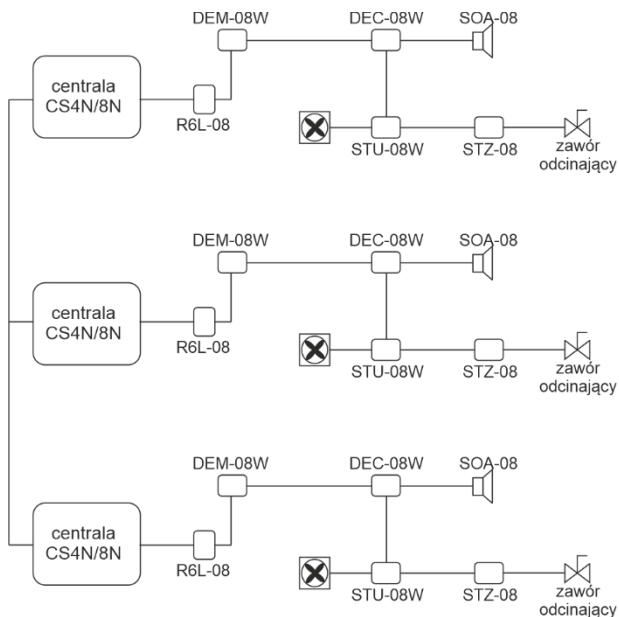 DEM-08W
DEC-08W
SOA-08
centrala
CS4N/8N
R6L-08
STU-08W
STZ-08
zawór
odcinający
DEM-08W
DEC-08W
SOA-08
centrala
CS4N/8N
R6L-08
STU-08W
STZ-08
zawór
odcinający
DEM-08W
DEC-08W
SOA-08
centrala
CS4N/8N
R6L-08
STU-08W
STZ-08
zawór
odcinający